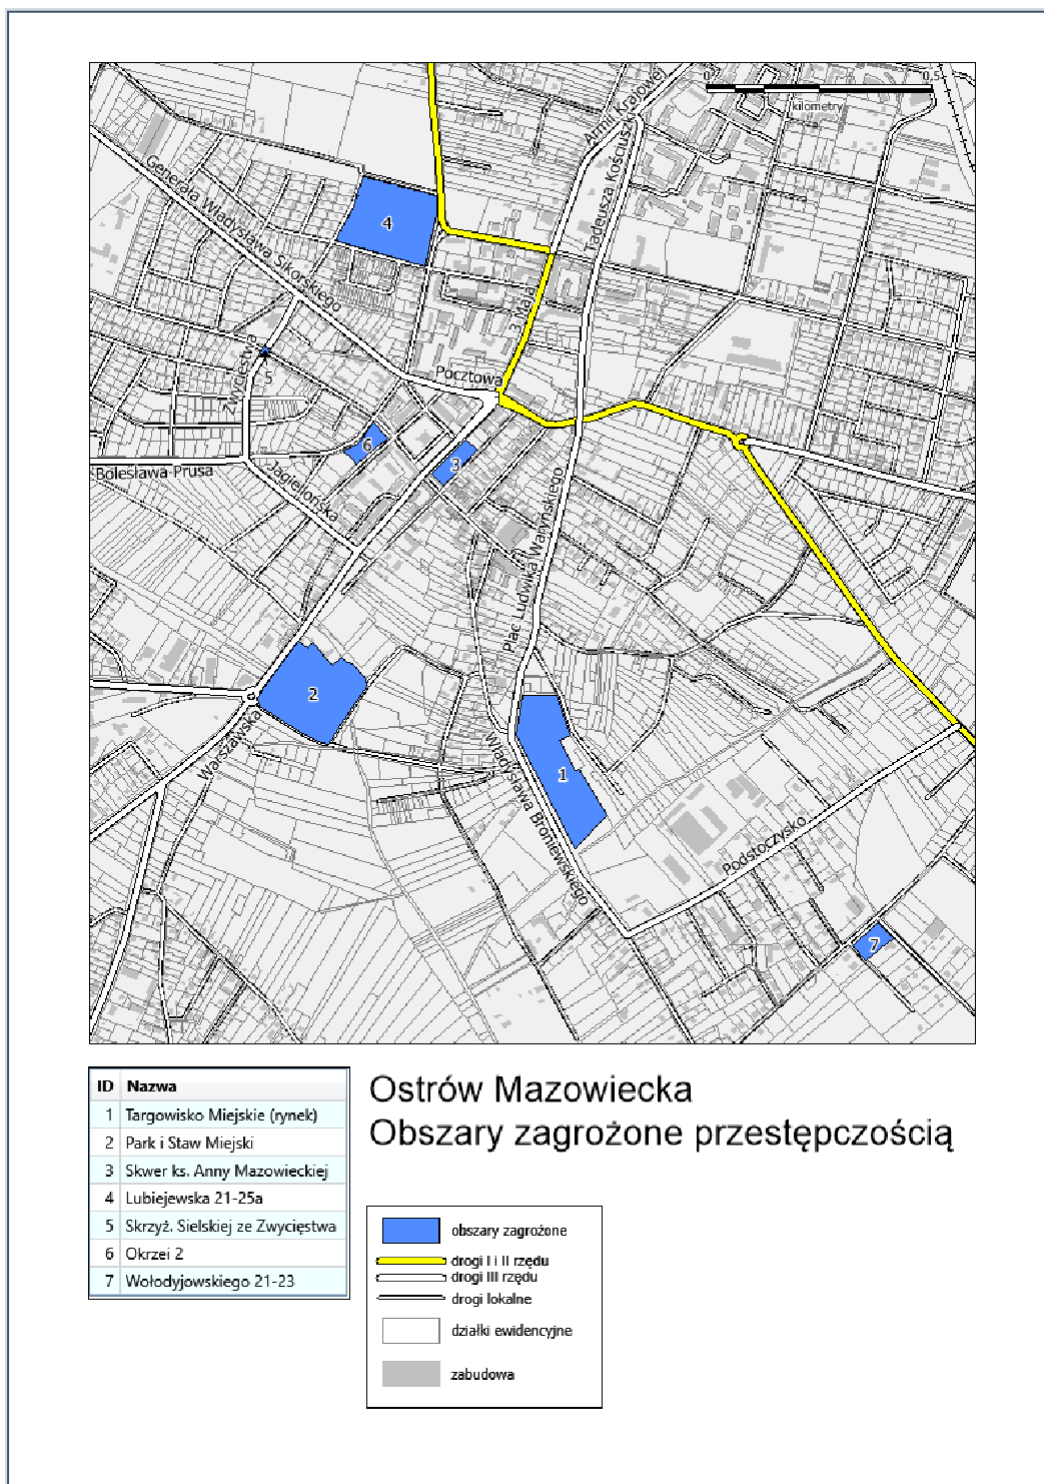 0
0,5
kilometry
Armii Krajowej
Tadeusza Kościuszki
Generała Władysława Sikorskiego
4
3 Maja
Zwycięstwa
5
Pocztowa
6
3
Bolesława Prusa
Jagiellońska
Plac Ludwika
2
Warszawska
1
Władysława Broniewskiego
Podstoczysko
7
ID Nazwa
1 Targowisko Miejskie (rynek)
2 Park i Staw Miejski
3 Skwer ks. Anny Mazowieckiej
4 Lubiejewska 21-25a
5 Skrzyż. Sielskiej ze Zwycięstwa
6 Okrzei 2
7 Wołodyjowskiego 21-23
Ostrów Mazowiecka
Obszary zagrożone przestępczością
obszary zagrożone
drogi I i II rzędu
drogi III rzędu
drogi lokalne
działki ewidencyjne
zabudowa